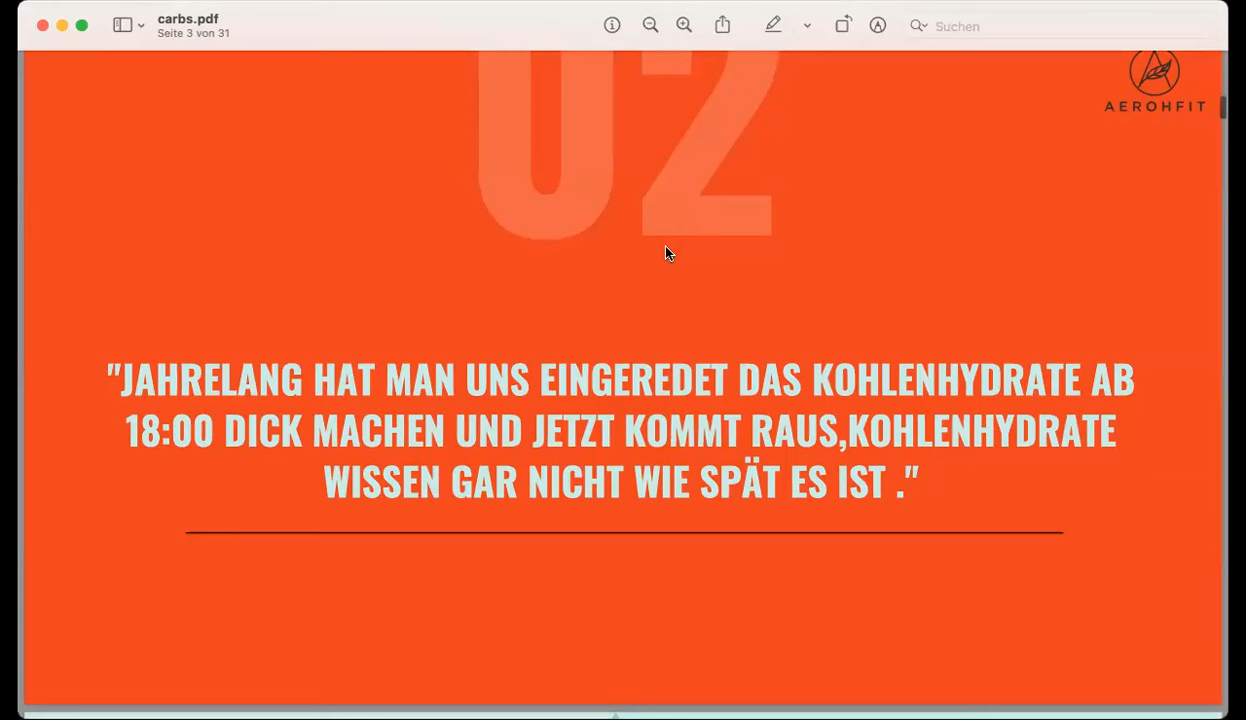 carbs.pdf
Seite 3 von 31
Suchen
02
AEROHFIT
"JAHRELANG HAT MAN UNS EINGEREDET DAS KOHLENHYDRATE AB
18:00 DICK MACHEN UND JETZT KOMMT RAUS,KOHLENHYDRATE
WISSEN GAR NICHT WIE SPÄT ES IST ."